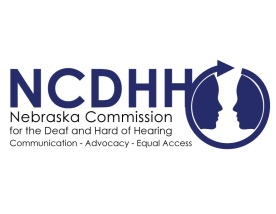 NCDHH
Nebraska Commission
for the Deaf and Hard of Hearing
Communication - Advocacy - Equal Access